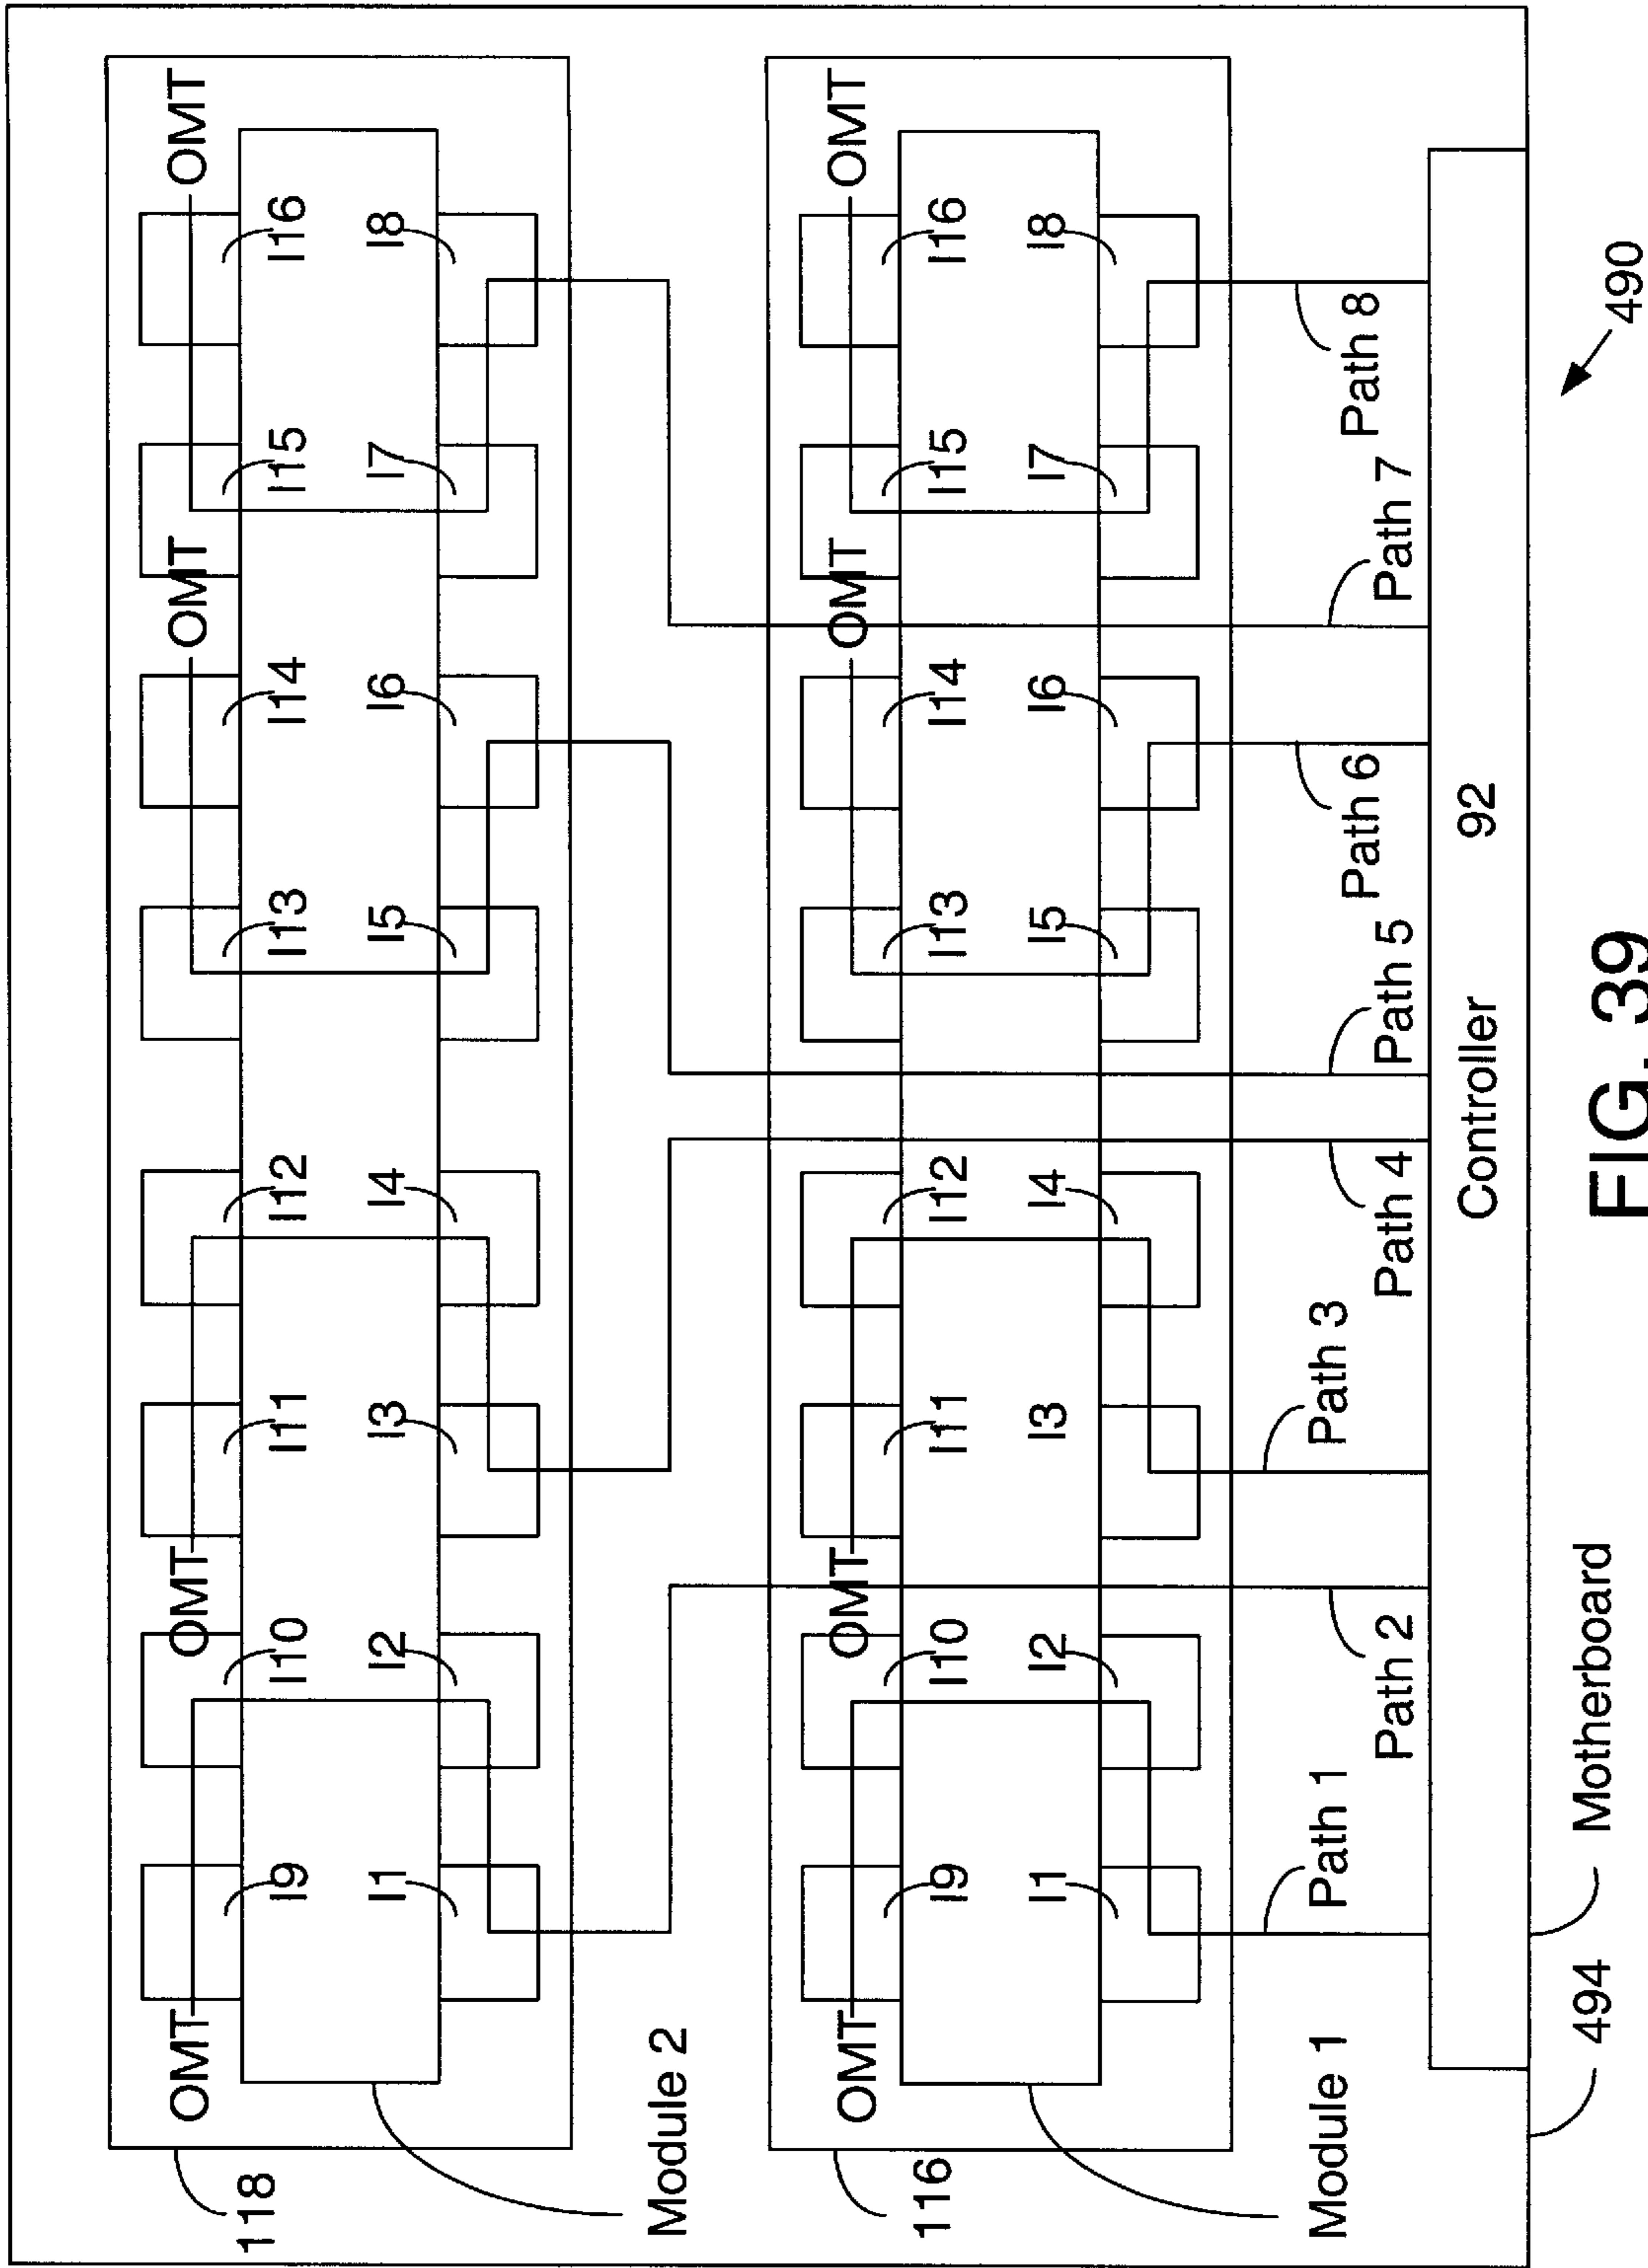 OMT OMT OMT OMT
118 I9 I10 I11 I12 I13 I14 I15 I16
I1 I2 I3 I4 I5 I6 I7 I8
Module 2
OMT OMT OMT OMT
116 I9 I10 I11 I12 I13 I14 I15 I16
I1 I2 I3 I4 I5 I6 I7 I8
Module 1 Path 1 Path 3 Path 6 Path 8
Path 2 Path 4 Path 5 Path 7
Controller 92
494 Motherboard 490
FIG. 39